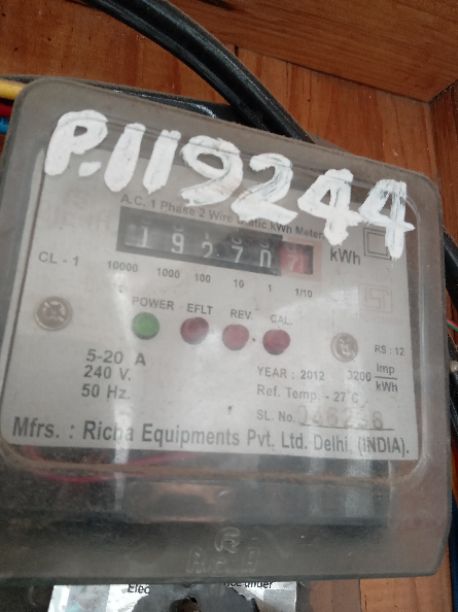 P.119244
A.C. 1 Phase 2 Wire Static kWh Meter
19270 kWh
CL - 1 10000 1000 100 10 1 1/10
POWER EFLT REV. CAL.
RS : 12
5-20 A YEAR : 2012 3200 imp/kWh
240 V. Ref. Temp. - 27°C
50 Hz. SL. No.
Mfrs. : Richa Equipments Pvt. Ltd. Delhi, (INDIA).